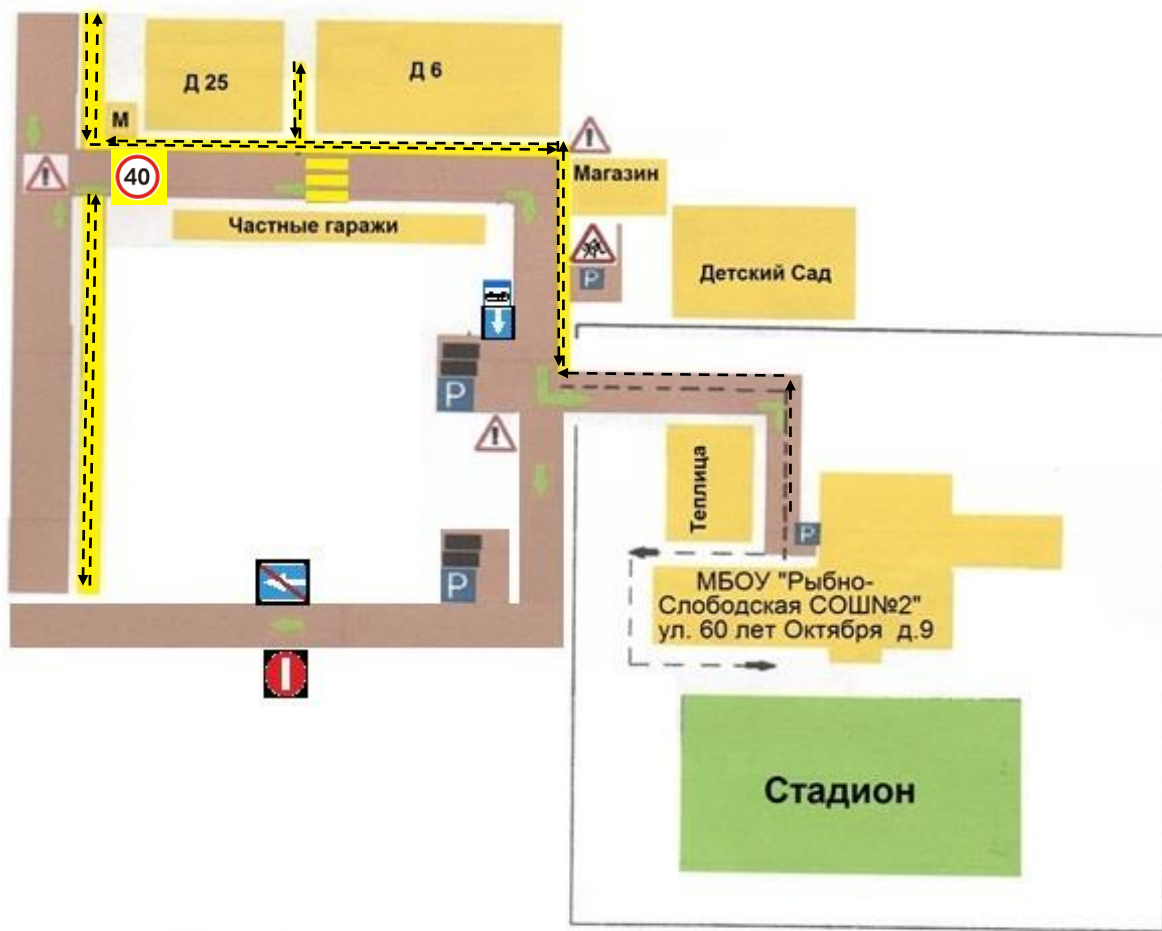 Д 25
Д 6
М
!
Магазин
!
40
Частные гаражи
Р
Детский Сад
Р
!
Теплица
Р
Р
МБОУ "Рыбно-
Слободская СОШ№2"
ул. 60 лет Октября д.9
Стадион